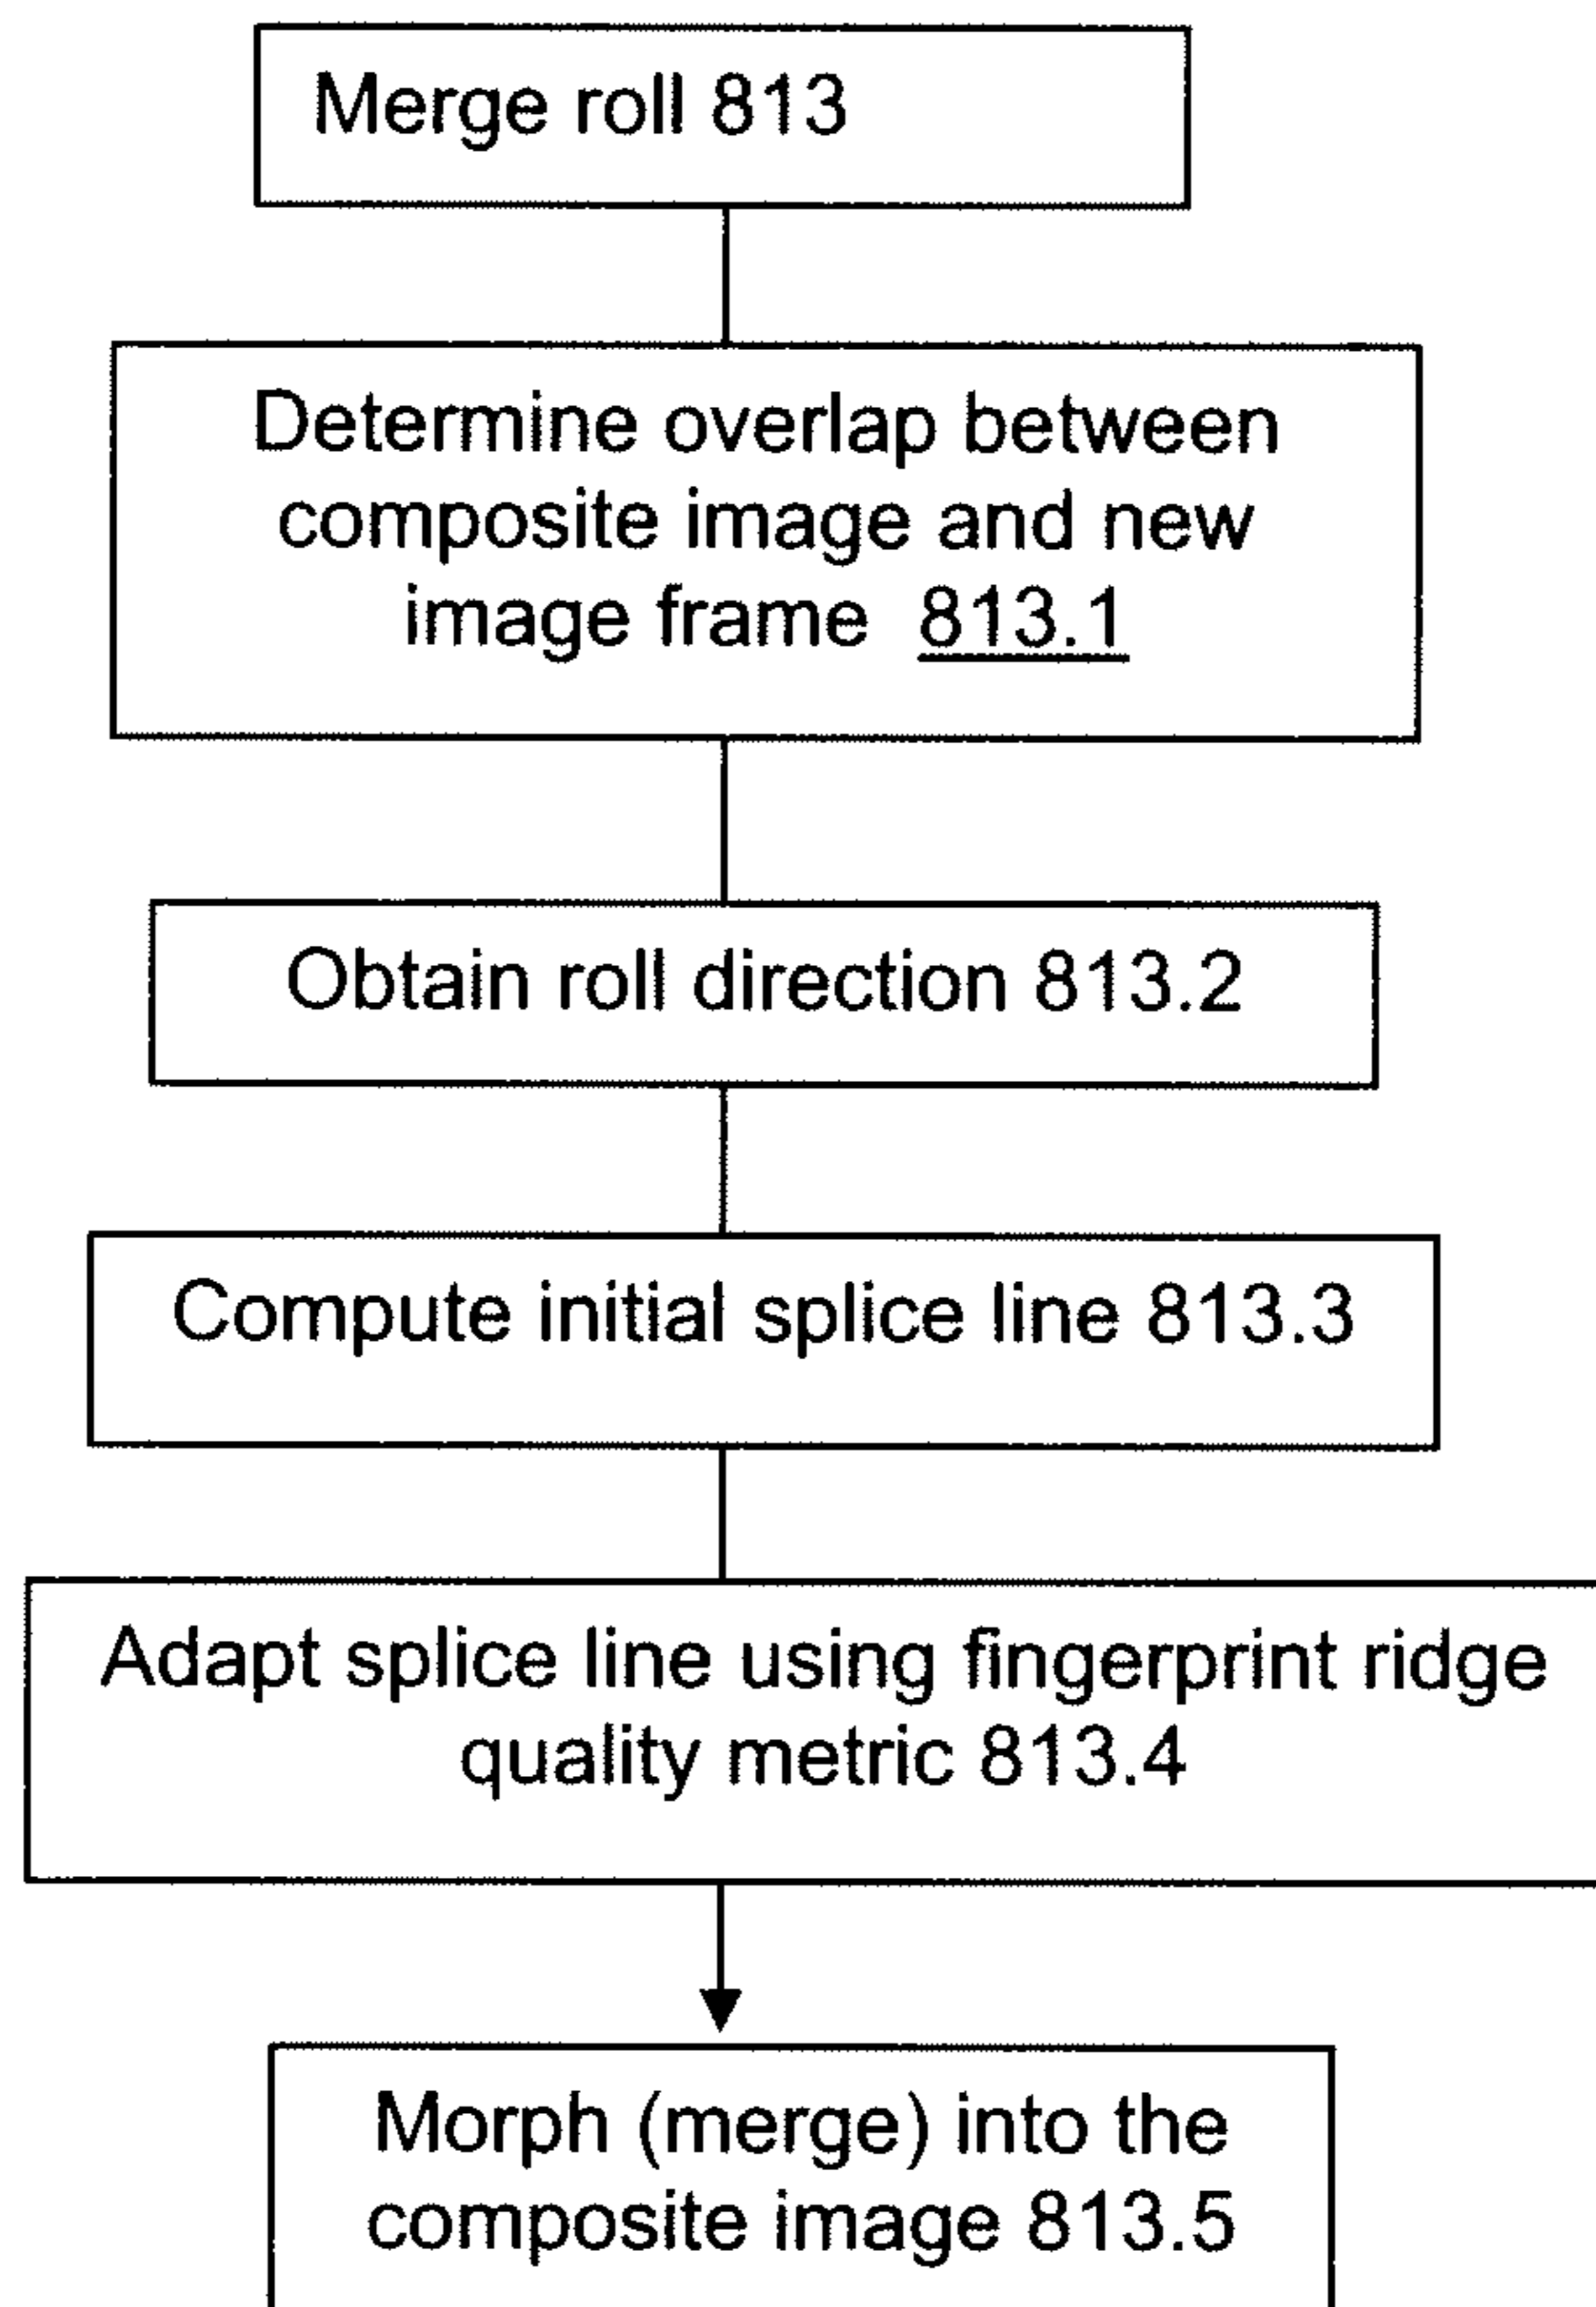 Merge roll 813
Determine overlap between
composite image and new
image frame 813.1
Obtain roll direction 813.2
Compute initial splice line 813.3
Adapt splice line using fingerprint ridge
quality metric 813.4
Morph (merge) into the
composite image 813.5